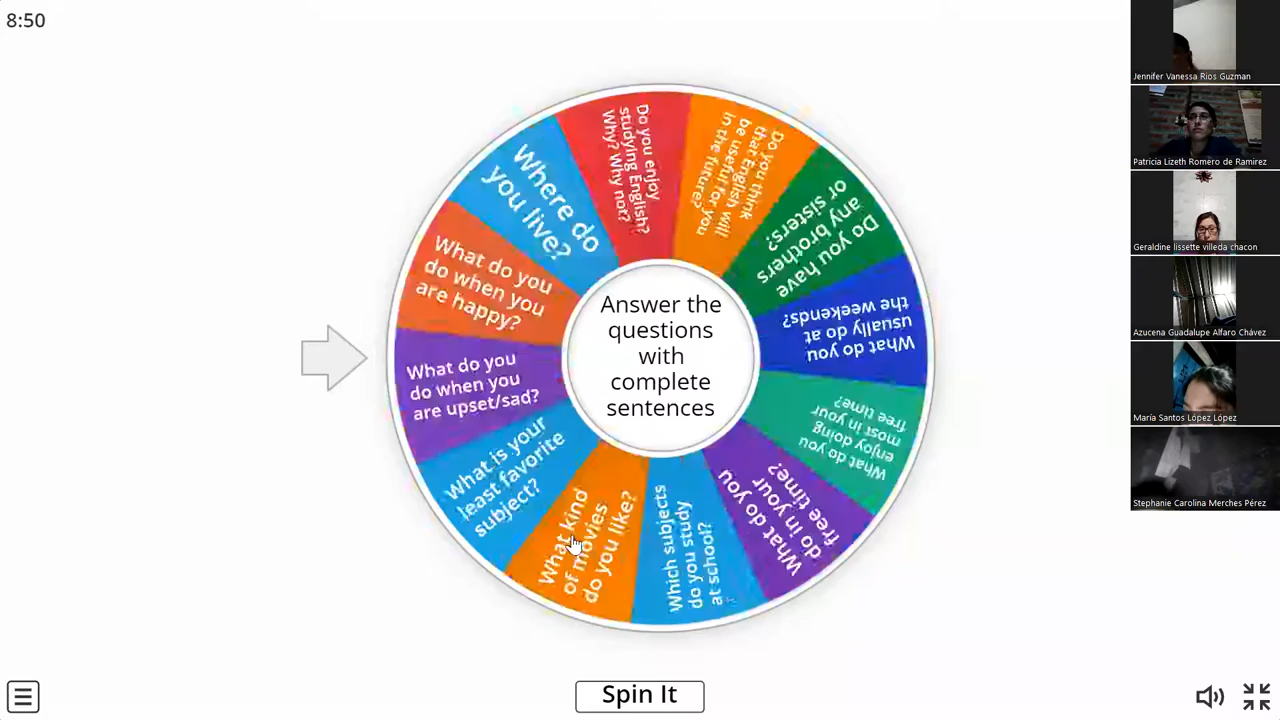 8:50
Do you enjoy
studying English?
Why? Why not?
Do you think
that English will
be useful for you
in the future?
Do you have
any brothers
or sisters?
What do you
usually do at
the weekends?
What do you
enjoy doing
most in your
free time?
What do you
do in your
free time?
Which subjects
do you study
at school?
What kind
of movies
do you like?
What is your
least favorite
subject?
What do you
do when you
are upset/sad?
What do you
do when you
are happy?
Where do
you live?
Answer the
questions
with
complete
sentences
Spin It
Jennifer Vanessa Rios Guzman
Patricia Lizeth Romero de Ramirez
Geraldine lissette villeda chacon
Azucena Guadalupe Alfaro Chávez
María Santos López López
Stephanie Carolina Merches Pérez